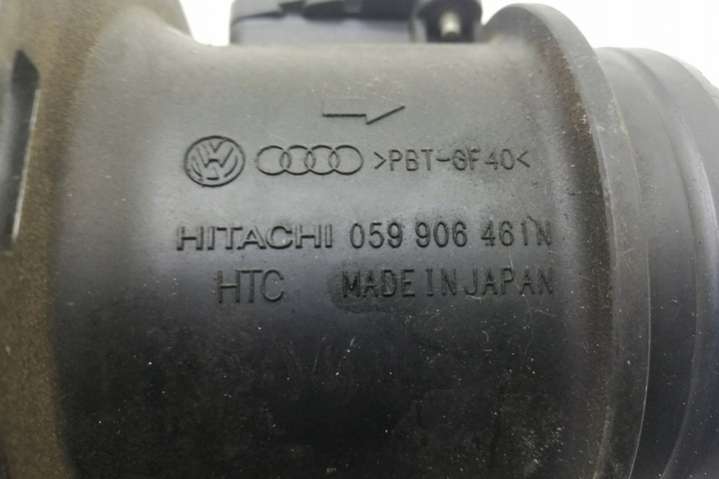 >PBT-GF40<
HITACHI 059 906 461N
HTC MADE IN JAPAN